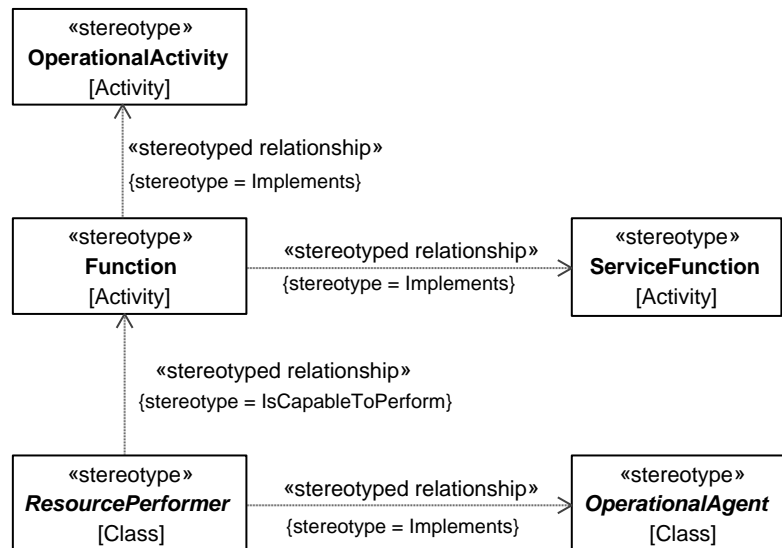 «stereotype»
OperationalActivity
[Activity]
«stereotyped relationship»
{stereotype = Implements}
«stereotype»
Function
[Activity]
«stereotyped relationship»
{stereotype = Implements}
«stereotype»
ServiceFunction
[Activity]
«stereotyped relationship»
{stereotype = IsCapableToPerform}
«stereotype»
ResourcePerformer
[Class]
«stereotyped relationship»
{stereotype = Implements}
«stereotype»
OperationalAgent
[Class]